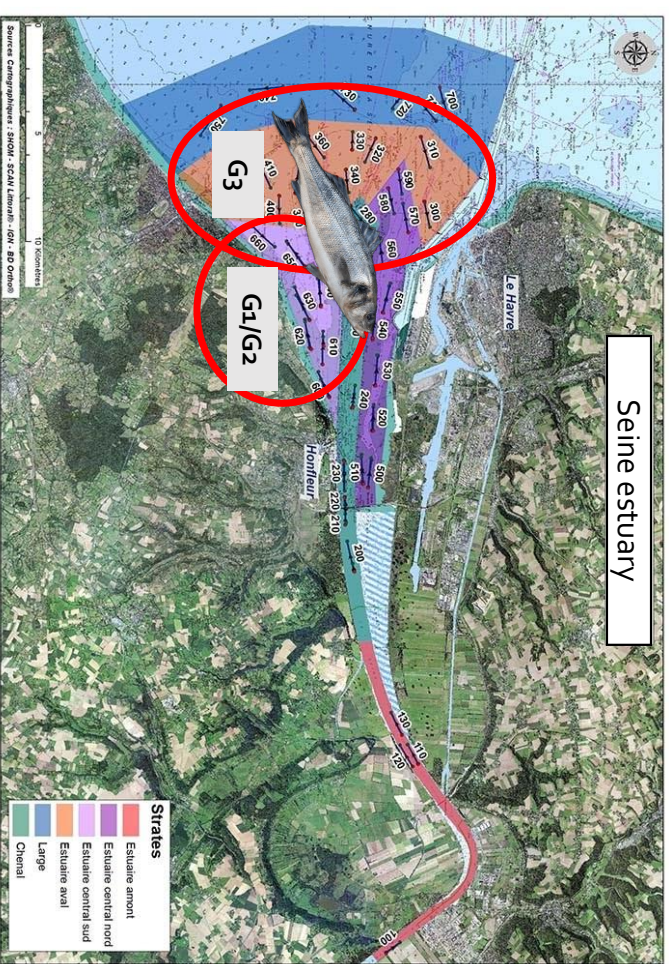 Seine estuary
Le Havre
Honfleur
G3
G1/G2
700
720
730
750
310
320
330
340
360
410
400
300
280
590
580
570
560
550
540
530
520
500
510
240
230
220
210
200
660
630
620
610
130
110
120
100
0
5
10 Kilomètres
Sources Cartographiques : SHOM - SCAN Littoral® - IGN - BD Ortho®
Strates
Estuaire amont
Estuaire central nord
Estuaire central sud
Estuaire aval
Large
Chenal